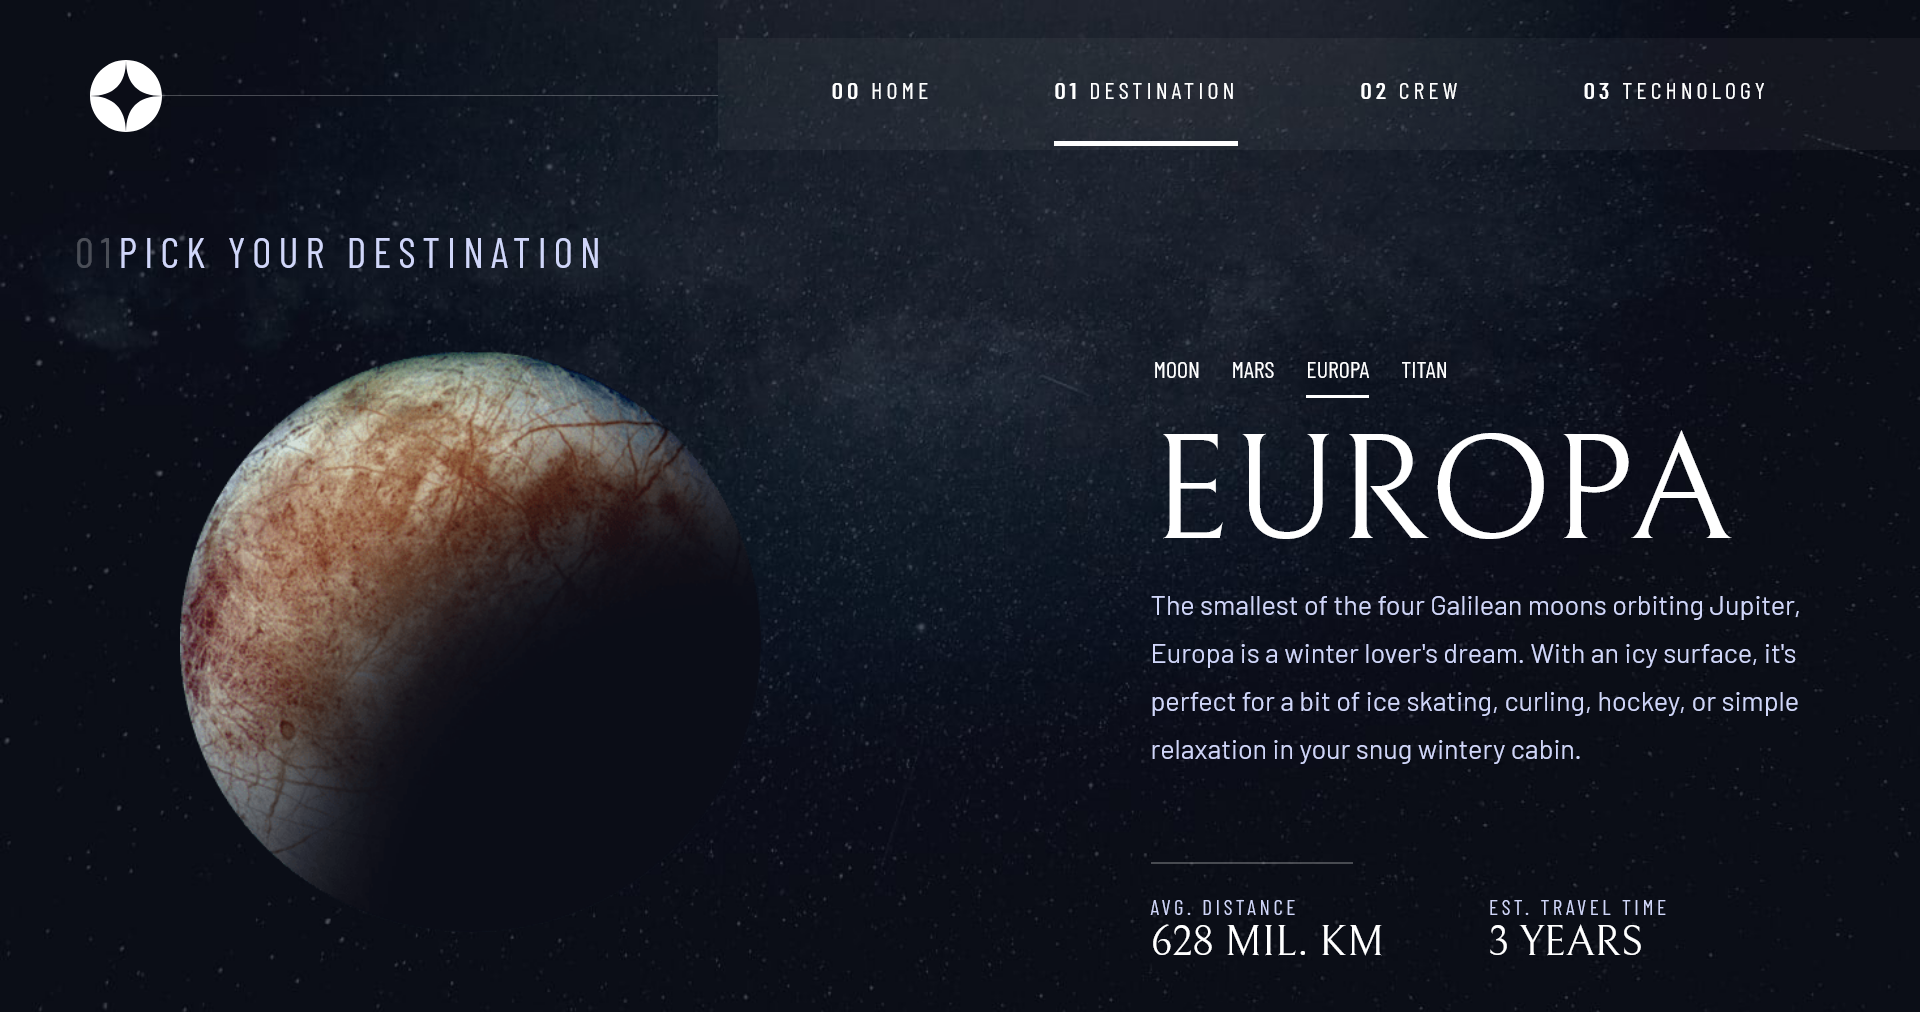 00 HOME 01 DESTINATION 02 CREW 03 TECHNOLOGY
01PICK YOUR DESTINATION
MOON MARS EUROPA TITAN
EUROPA
The smallest of the four Galilean moons orbiting Jupiter,
Europa is a winter lover's dream. With an icy surface, it's
perfect for a bit of ice skating, curling, hockey, or simple
relaxation in your snug wintery cabin.
AVG. DISTANCE EST. TRAVEL TIME
628 MIL. KM 3 YEARS